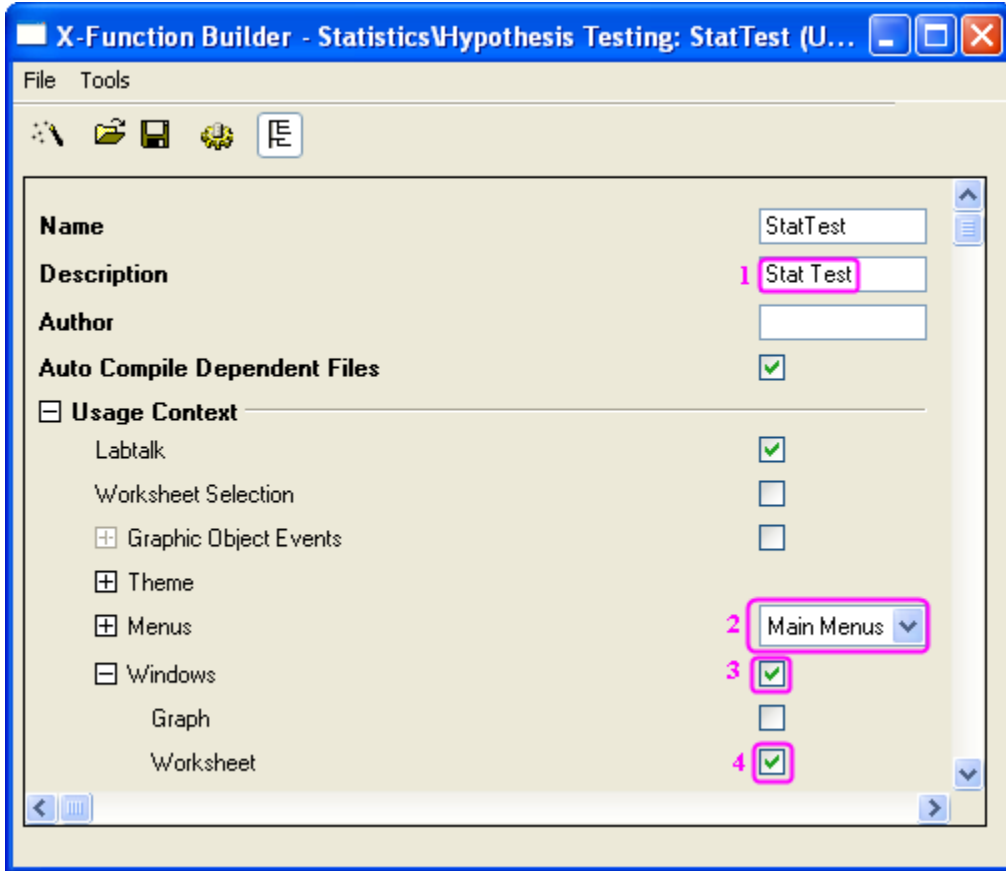 X-Function Builder - Statistics\Hypothesis Testing: StatTest (U...
File Tools
Name StatTest
Description 1 Stat Test
Author
Auto Compile Dependent Files
Usage Context
Labtalk
Worksheet Selection
Graphic Object Events
Theme
Menus 2 Main Menus
Windows 3
Graph
Worksheet 4